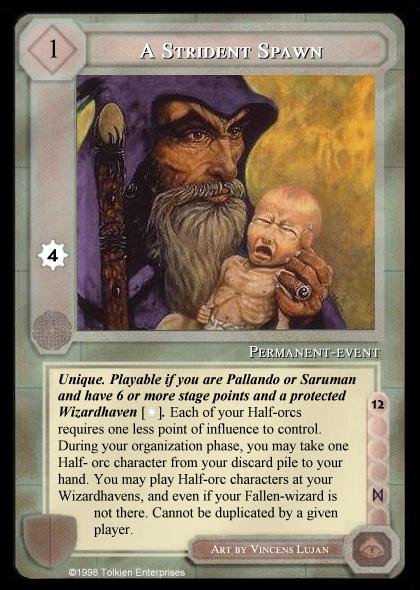 1
A Strident Spawn
4
Permanent-event
Unique. Playable if you are Pallando or Saruman
and have 6 or more stage points and a protected
Wizardhaven [ ]. Each of your Half-orcs
requires one less point of influence to control.
During your organization phase, you may take one
Half- orc character from your discard pile to your
hand. You may play Half-orc characters at your
Wizardhavens, and even if your Fallen-wizard is
not there. Cannot be duplicated by a given
player.
12
Art by Vincens Lujan
©1998 Tolkien Enterprises